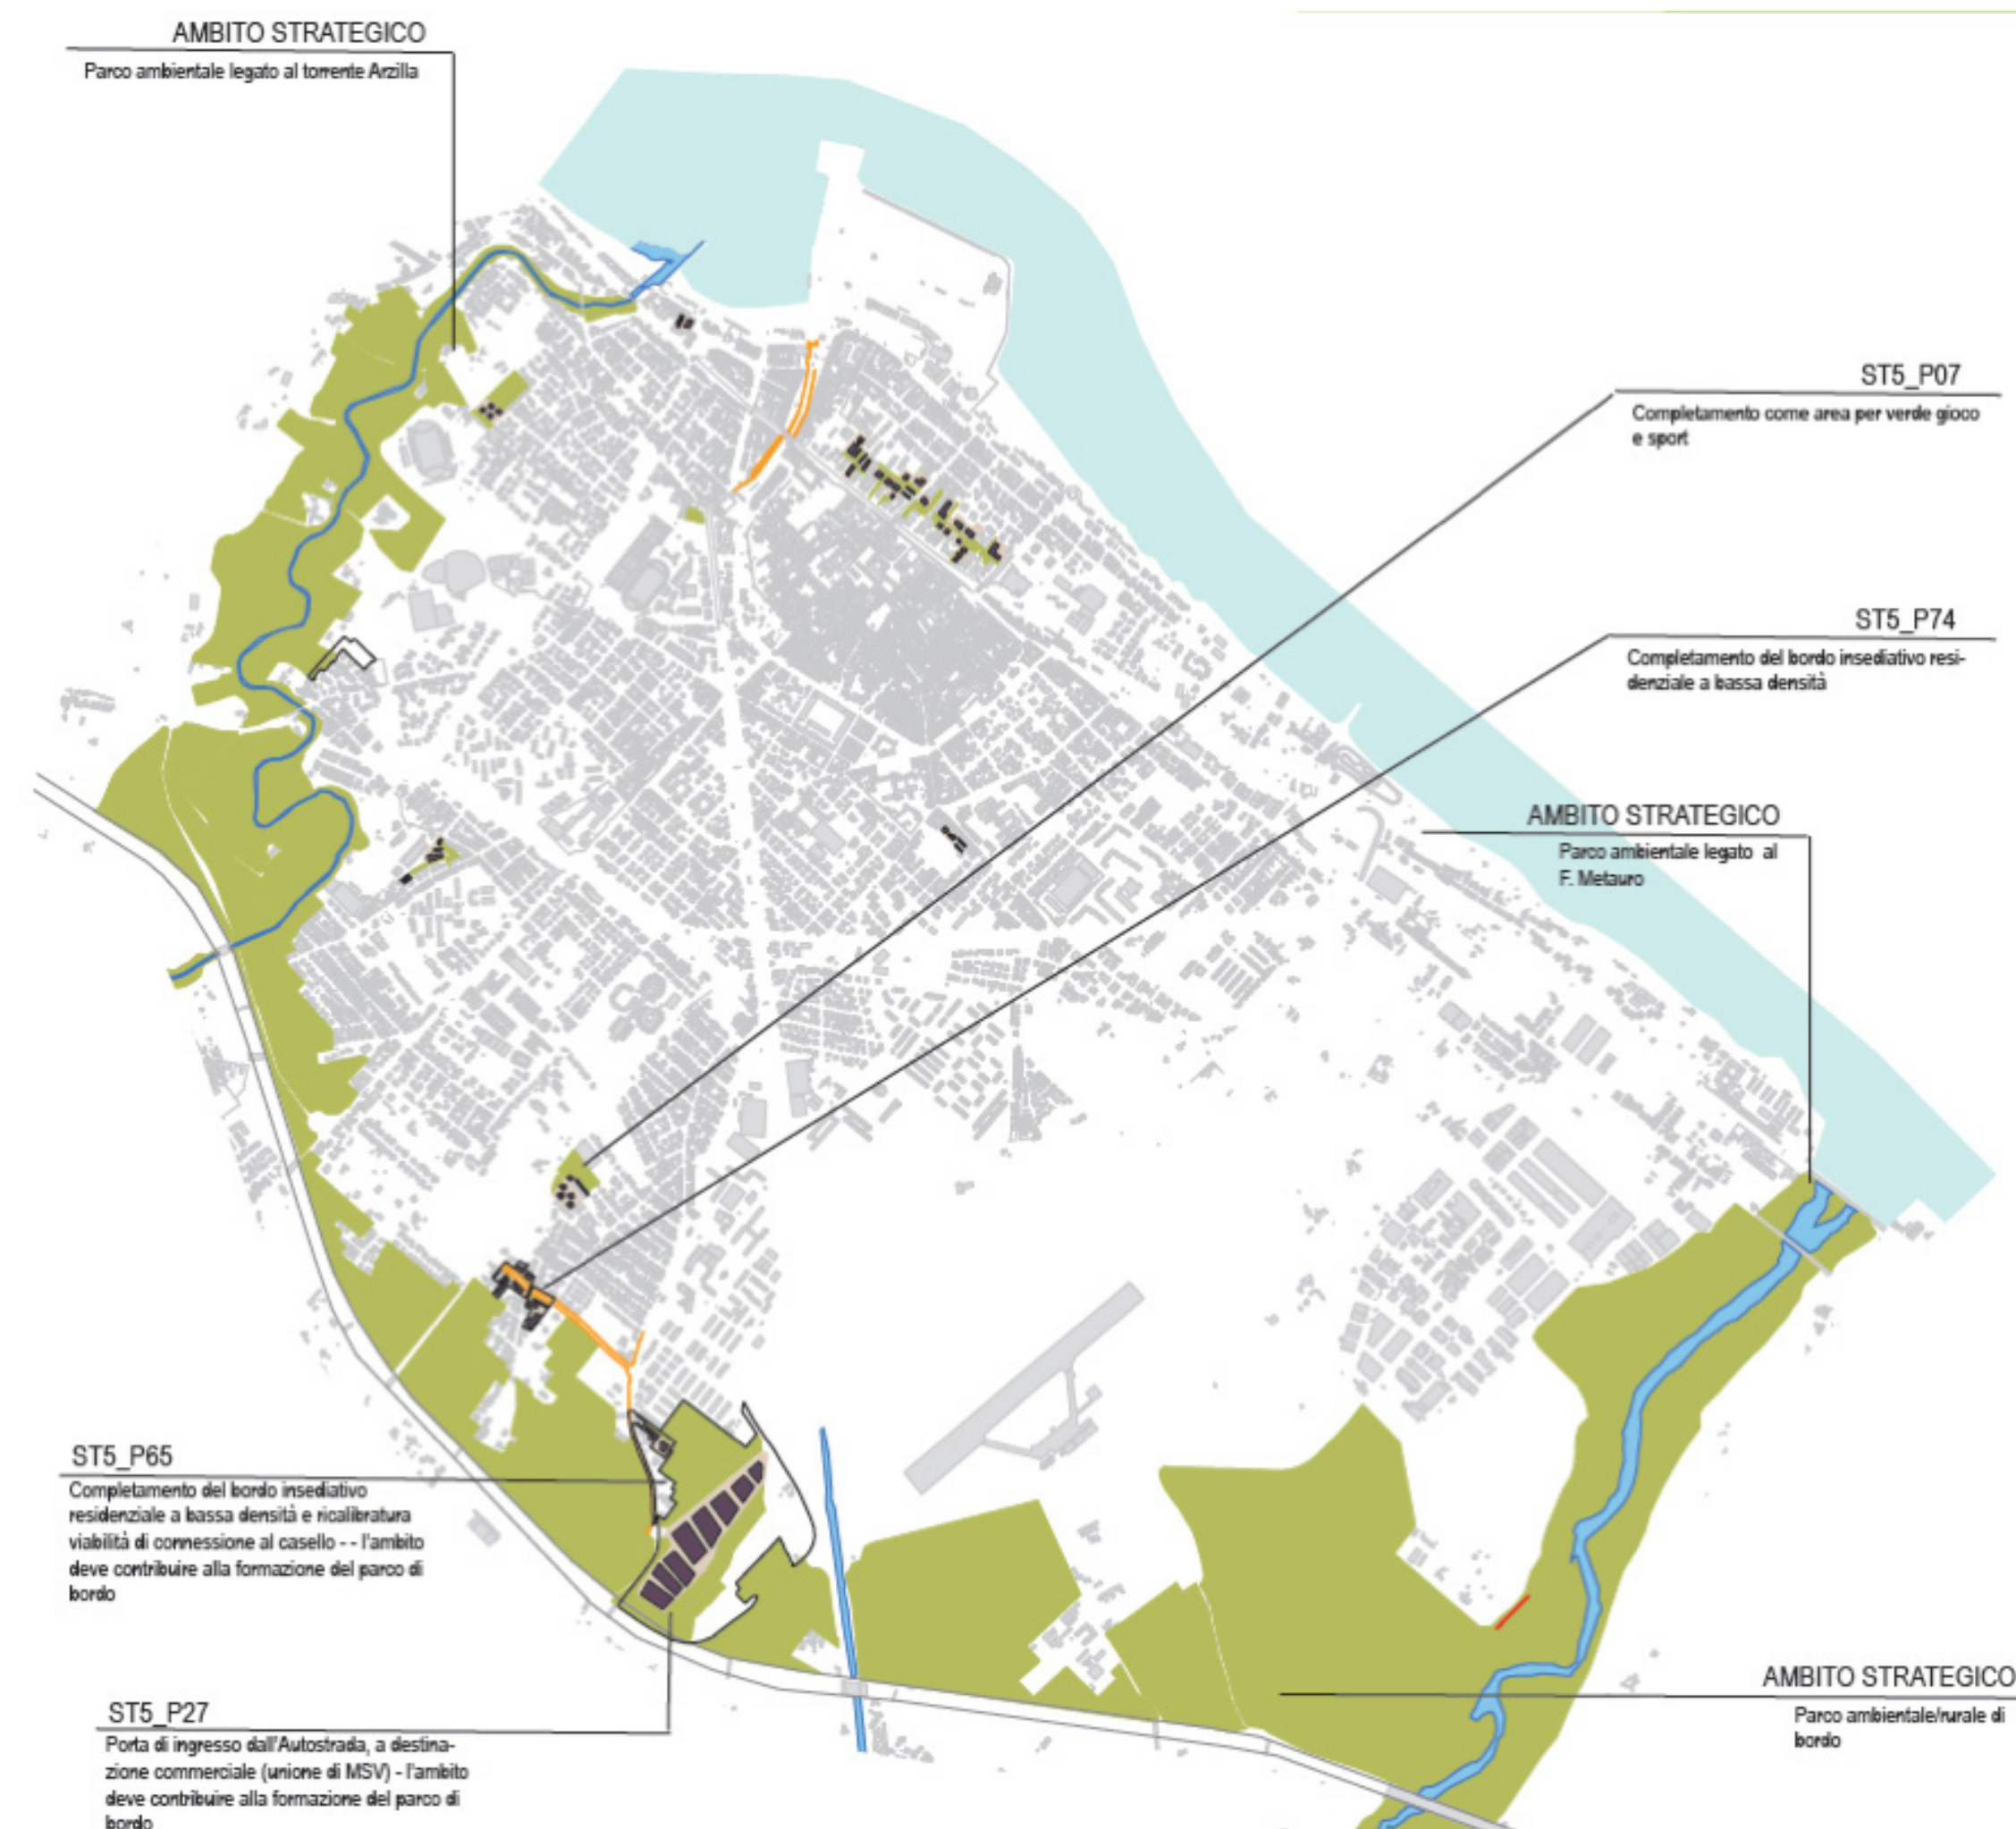 AMBITO STRATEGICO
Parco ambientale legato al torrente Arzilla
ST5_P07
Completamento come area per verde gioco
e sport
ST5_P74
Completamento del bordo insediativo resi-
denziale a bassa densità
AMBITO STRATEGICO
Parco ambientale legato al
F. Metauro
ST5_P65
Completamento del bordo insediativo
residenziale a bassa densità e ricalibratura
viabilità di connessione al casello - - l'ambito
deve contribuire alla formazione del parco di
bordo
ST5_P27
Porta di ingresso dall'Autostrada, a destina-
zione commerciale (unione di MSV) - l'ambito
deve contribuire alla formazione del parco di
bordo
AMBITO STRATEGICO
Parco ambientale/rurale di
bordo